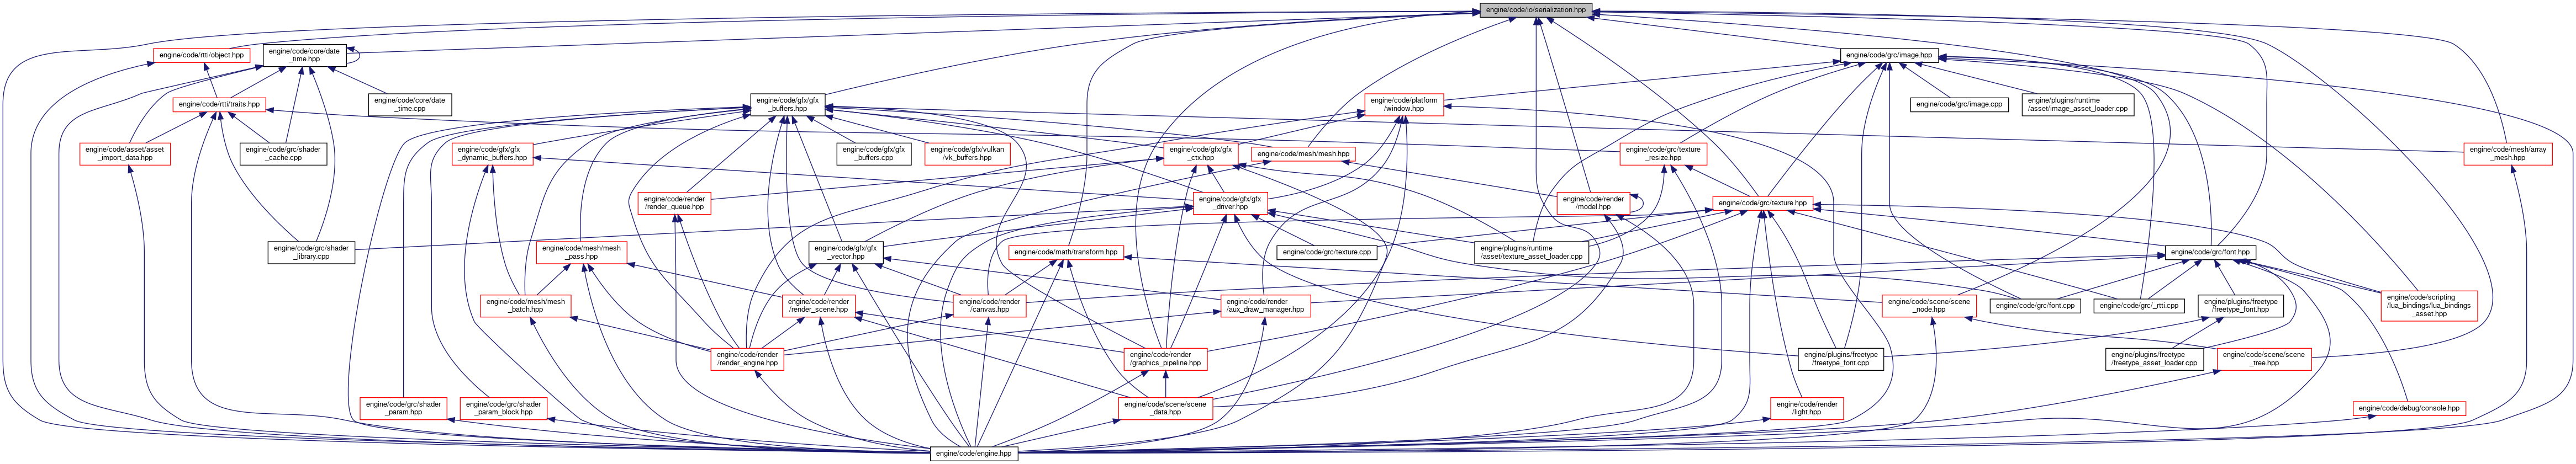 engine/code/io/serialization.hpp
engine/code/rtti/object.hpp
engine/code/core/date
_time.hpp
engine/code/grc/image.hpp
engine/code/rtti/traits.hpp
engine/code/core/date
_time.cpp
engine/code/gfx/gfx
_buffers.hpp
engine/code/platform
/window.hpp
engine/code/grc/image.cpp
engine/plugins/runtime
/asset/image_asset_loader.cpp
engine/code/asset/asset
_import_data.hpp
engine/code/grc/shader
_cache.cpp
engine/code/gfx/gfx
_dynamic_buffers.hpp
engine/code/gfx/gfx
_buffers.cpp
engine/code/gfx/vulkan
/vk_buffers.hpp
engine/code/gfx/gfx
_ctx.hpp
engine/code/mesh/mesh.hpp
engine/code/grc/texture
_resize.hpp
engine/code/mesh/array
_mesh.hpp
engine/code/render
/render_queue.hpp
engine/code/gfx/gfx
_driver.hpp
engine/code/render
/model.hpp
engine/code/grc/texture.hpp
engine/code/grc/shader
_library.cpp
engine/code/mesh/mesh
_pass.hpp
engine/code/gfx/gfx
_vector.hpp
engine/code/math/transform.hpp
engine/code/grc/texture.cpp
engine/plugins/runtime
/asset/texture_asset_loader.cpp
engine/code/grc/font.hpp
engine/code/mesh/mesh
_batch.hpp
engine/code/render
/render_scene.hpp
engine/code/render
/canvas.hpp
engine/code/render
/aux_draw_manager.hpp
engine/code/scene/scene
_node.hpp
engine/code/grc/font.cpp
engine/code/grc/_rtti.cpp
engine/plugins/freetype
/freetype_font.hpp
engine/code/scripting
/lua_bindings/lua_bindings
_asset.hpp
engine/code/render
/render_engine.hpp
engine/code/render
/graphics_pipeline.hpp
engine/plugins/freetype
/freetype_font.cpp
engine/plugins/freetype
/freetype_asset_loader.cpp
engine/code/scene/scene
_tree.hpp
engine/code/grc/shader
_param.hpp
engine/code/grc/shader
_param_block.hpp
engine/code/scene/scene
_data.hpp
engine/code/render
/light.hpp
engine/code/debug/console.hpp
engine/code/engine.hpp